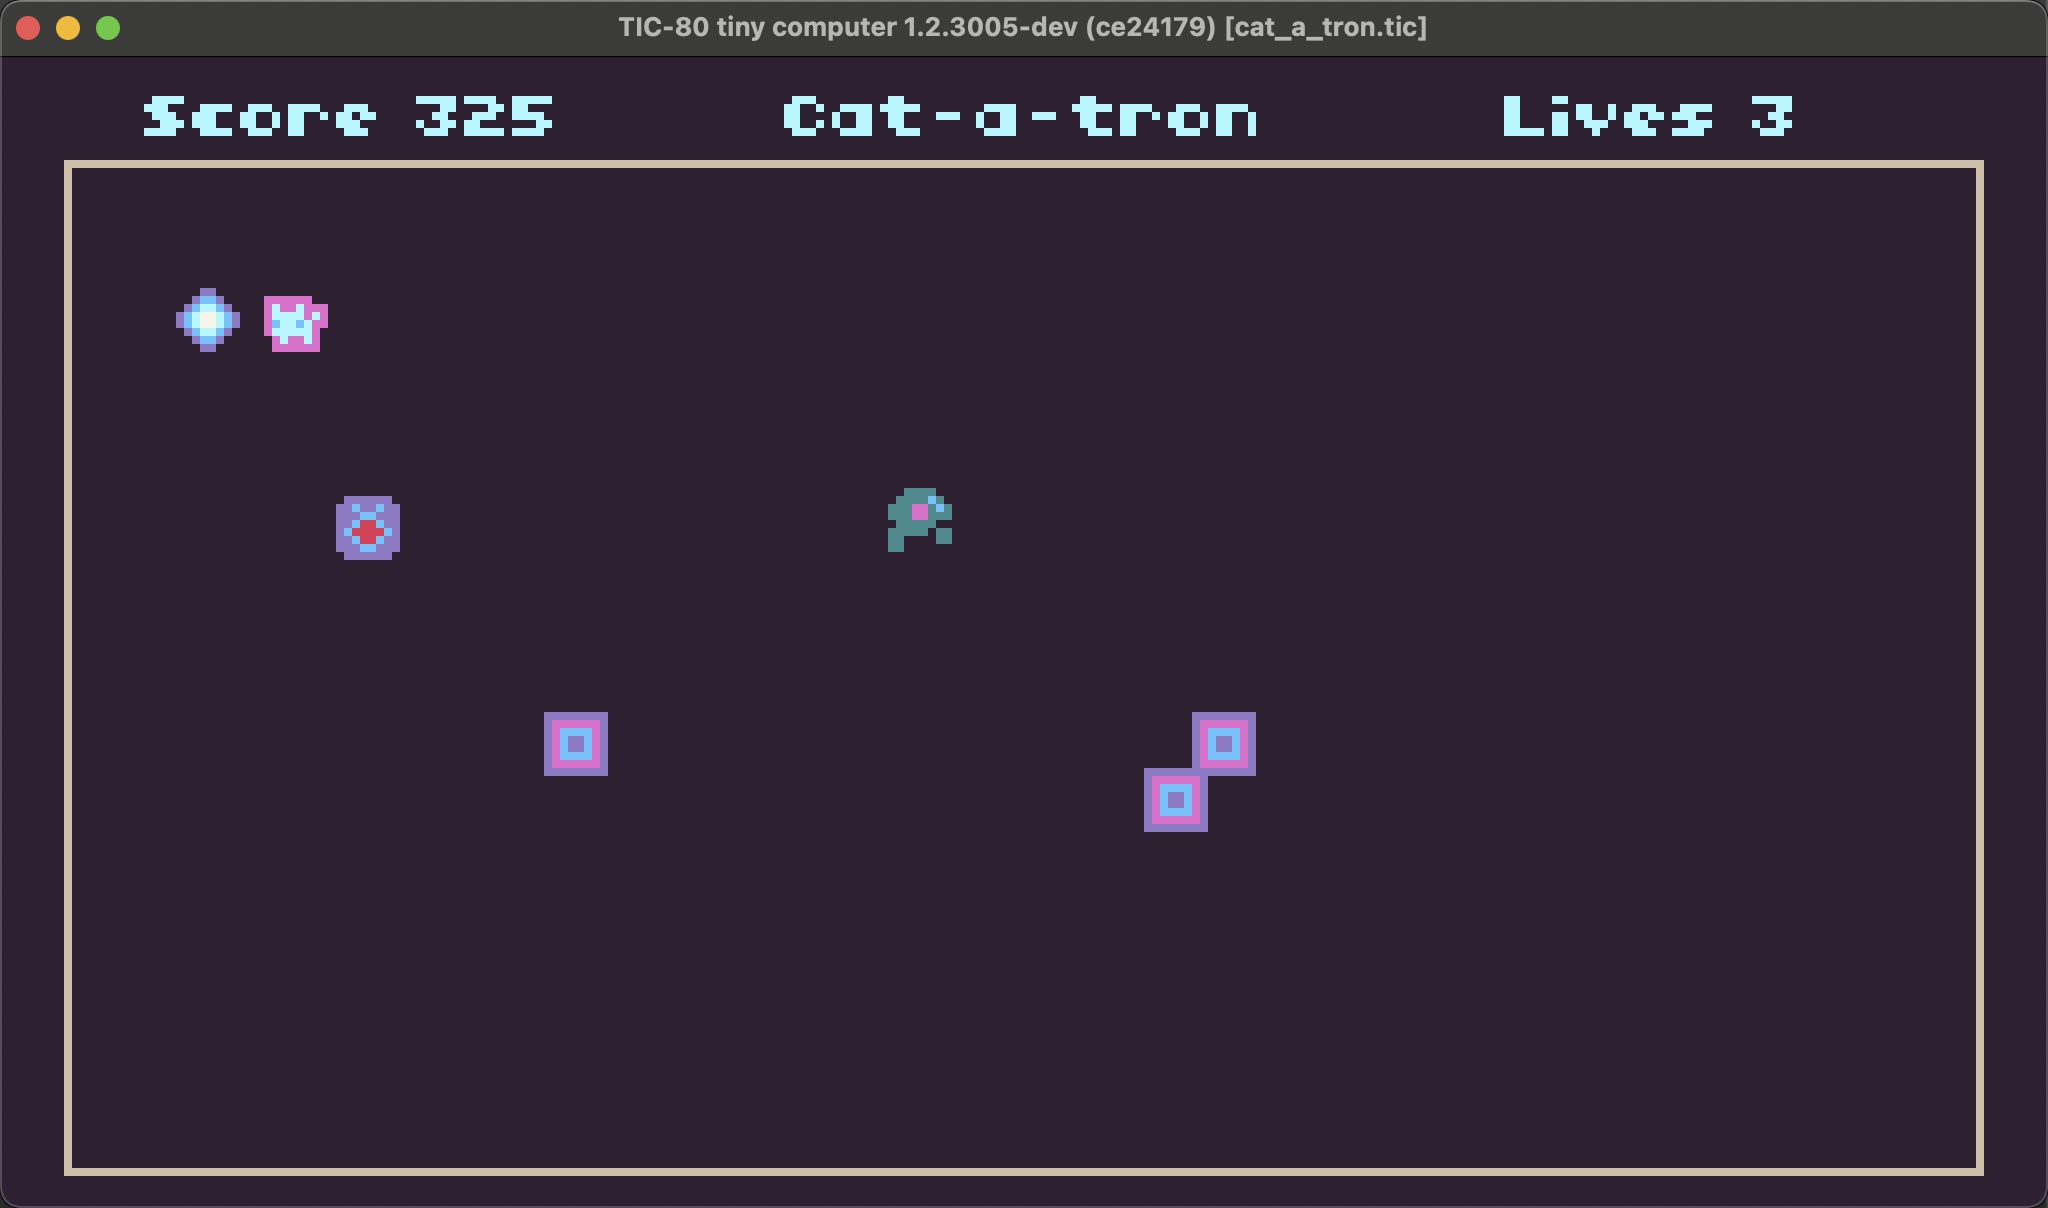 TIC-80 tiny computer 1.2.3005-dev (ce24179) [cat_a_tron.tic]
Score 325 Cat-a-tron Lives 3